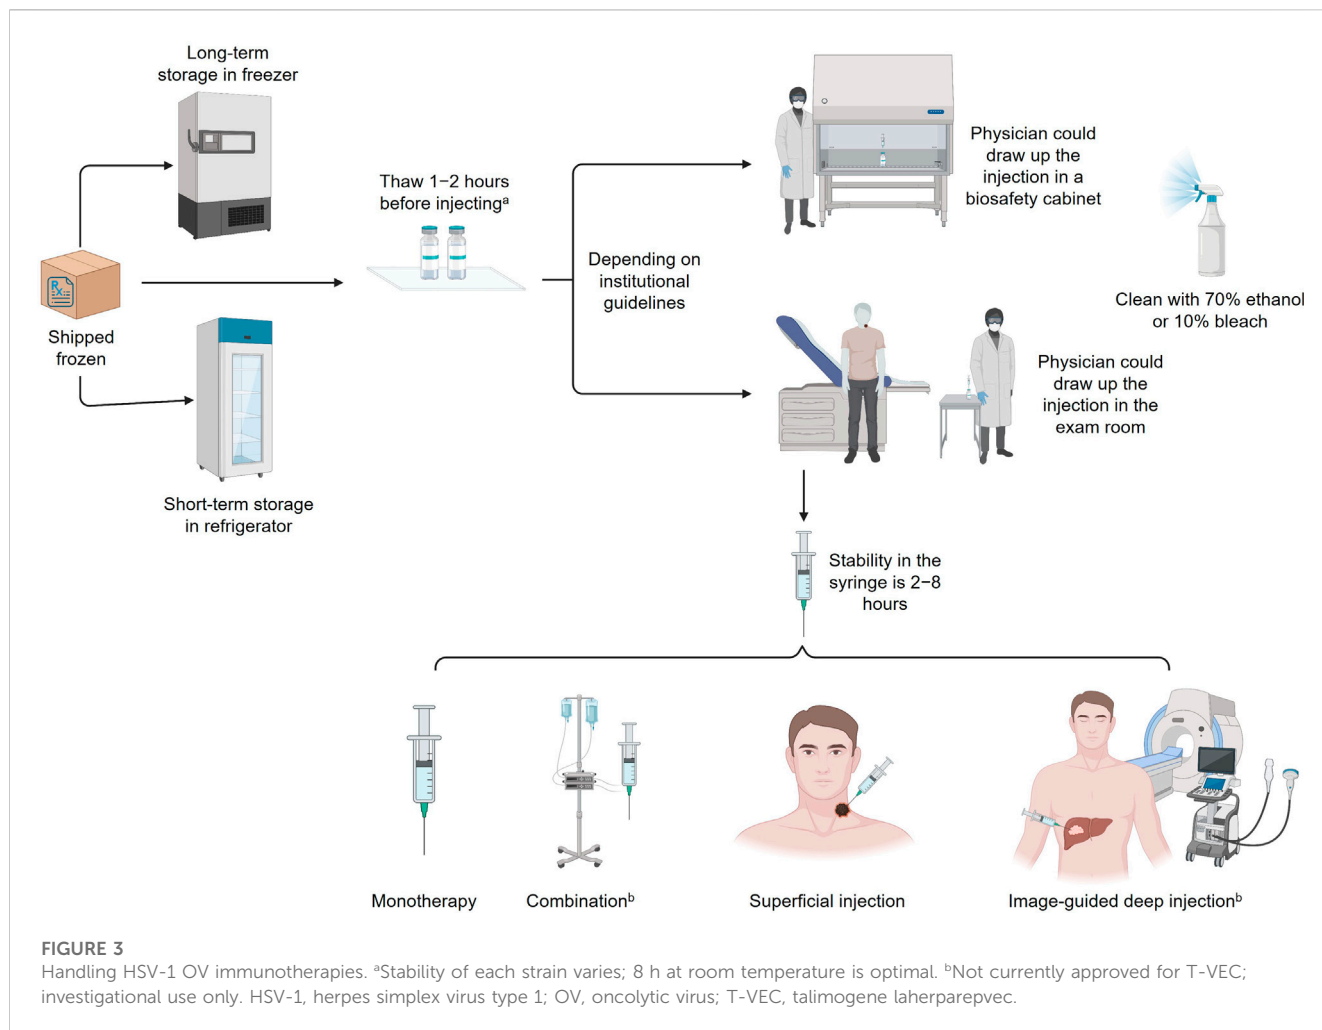 Long-term
storage in freezer
Shipped
frozen
Rx
Short-term storage
in refrigerator
Thaw 1−2 hours
before injectingᵃ
Depending on
institutional
guidelines
Physician could
draw up the
injection in a
biosafety cabinet
Clean with 70% ethanol
or 10% bleach
Physician could
draw up the
injection in the
exam room
Stability in the
syringe is 2−8
hours
Monotherapy
Combinationᵇ
Superficial injection
Image-guided deep injectionᵇ
FIGURE 3
Handling HSV-1 OV immunotherapies. ᵃStability of each strain varies; 8 h at room temperature is optimal. ᵇNot currently approved for T-VEC;
investigational use only. HSV-1, herpes simplex virus type 1; OV, oncolytic virus; T-VEC, talimogene laherparepvec.